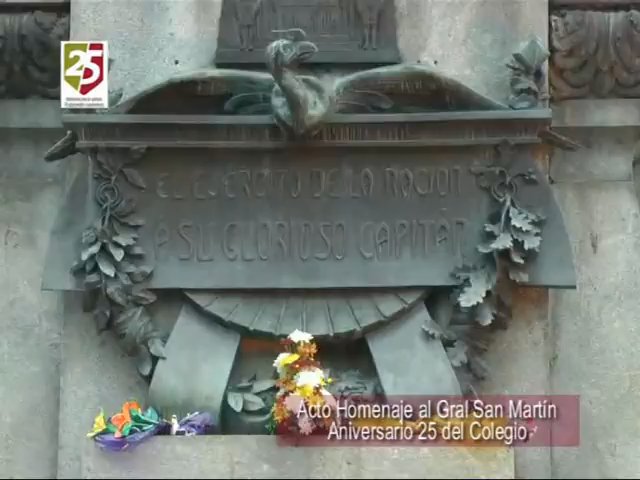 25
EL EJERCITO DE LA NACION
A SU GLORIOSO CAPITAN
Acto Homenaje al Gral San Martín
Aniversario 25 del Colegio